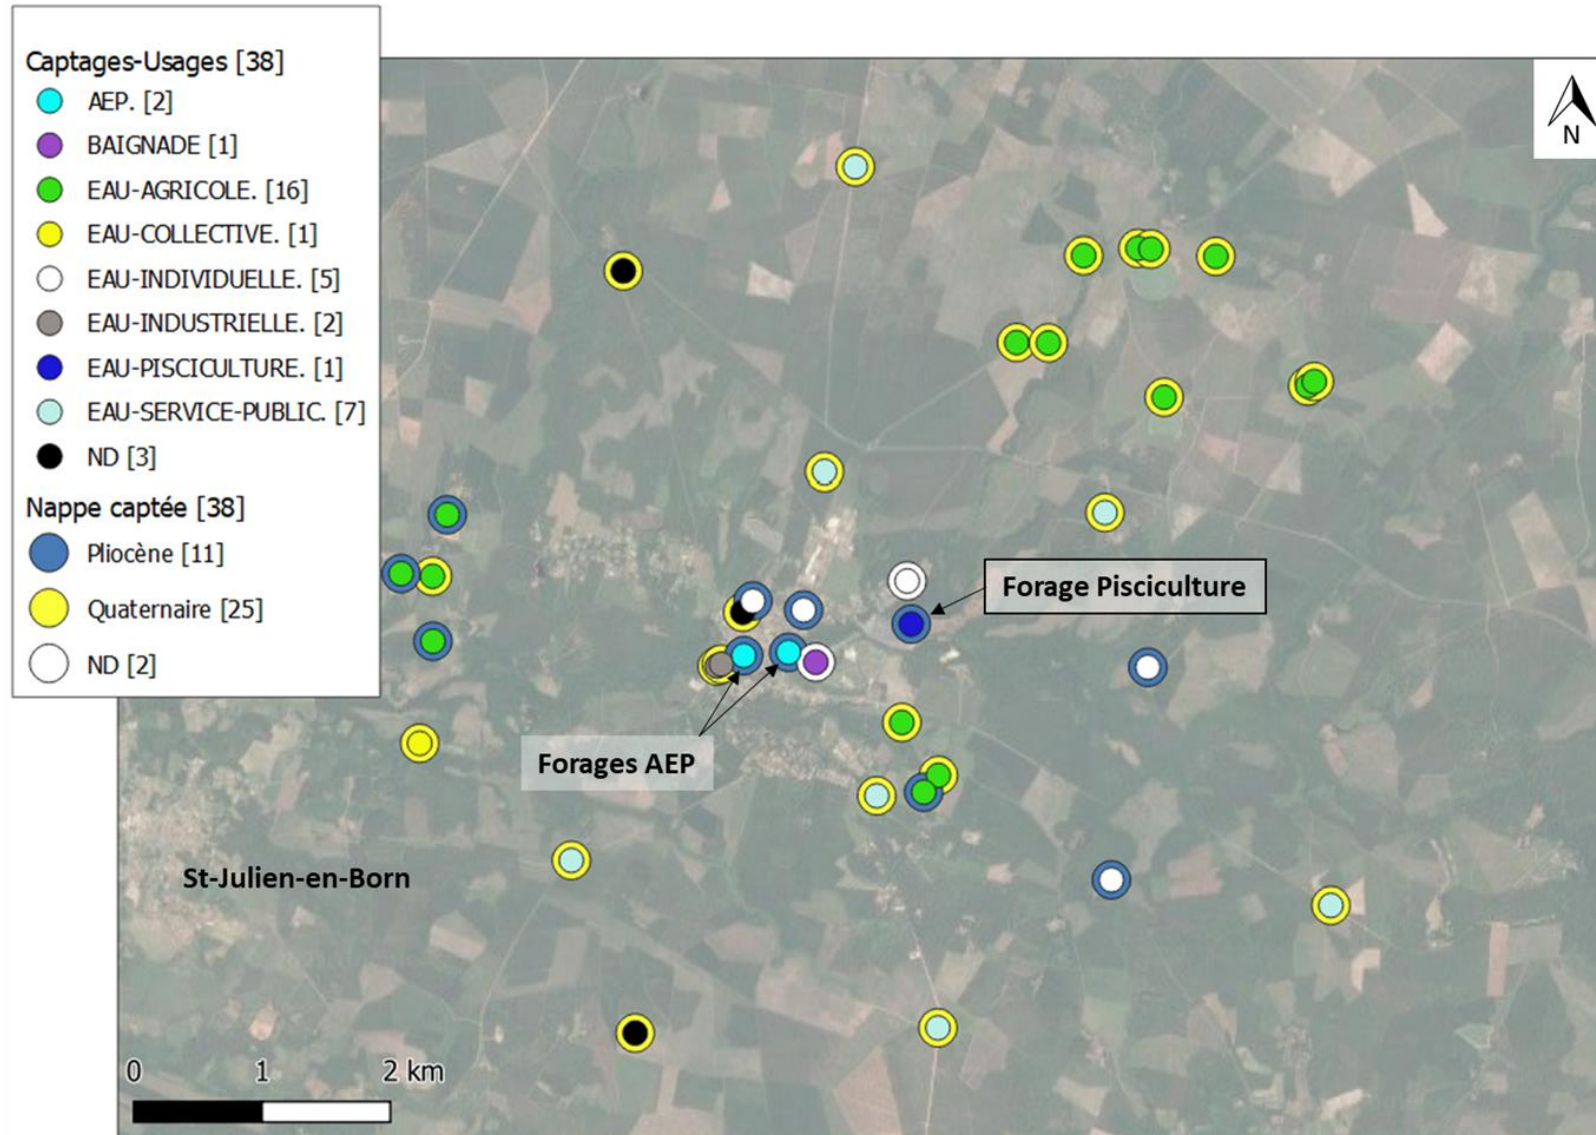 Captages-Usages [38]
AEP. [2]
BAIGNADE [1]
EAU-AGRICOLE. [16]
EAU-COLLECTIVE. [1]
EAU-INDIVIDUELLE. [5]
EAU-INDUSTRIELLE. [2]
EAU-PISCICULTURE. [1]
EAU-SERVICE-PUBLIC. [7]
ND [3]
Nappe captée [38]
Pliocène [11]
Quaternaire [25]
ND [2]
N
Forage Pisciculture
Forages AEP
St-Julien-en-Born
0 1 2 km